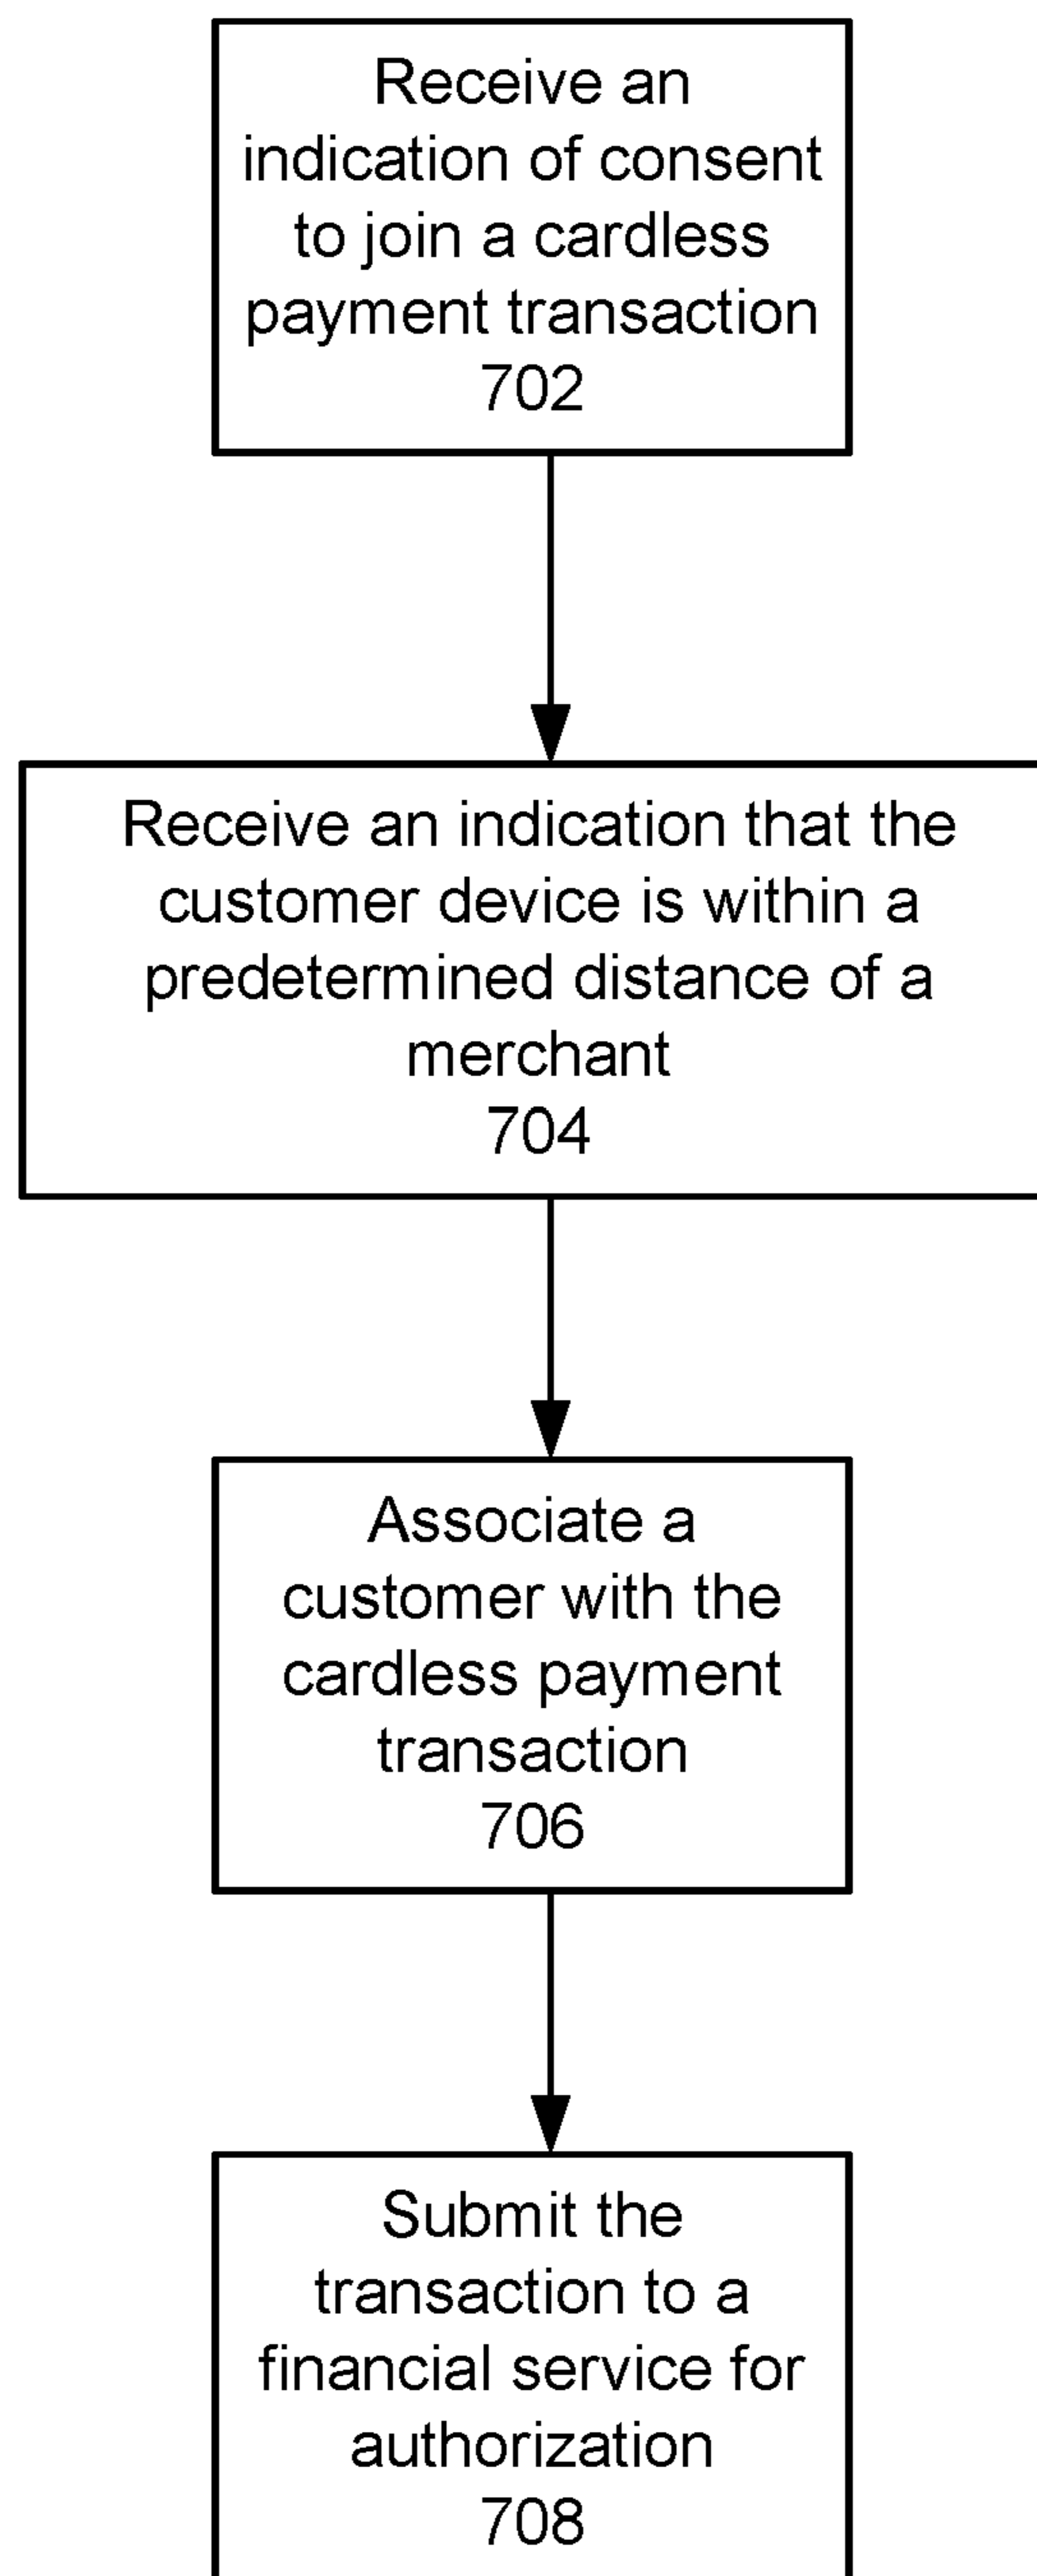 Receive an
indication of consent
to join a cardless
payment transaction
702
Receive an indication that the
customer device is within a
predetermined distance of a
merchant
704
Associate a
customer with the
cardless payment
transaction
706
Submit the
transaction to a
financial service for
authorization
708